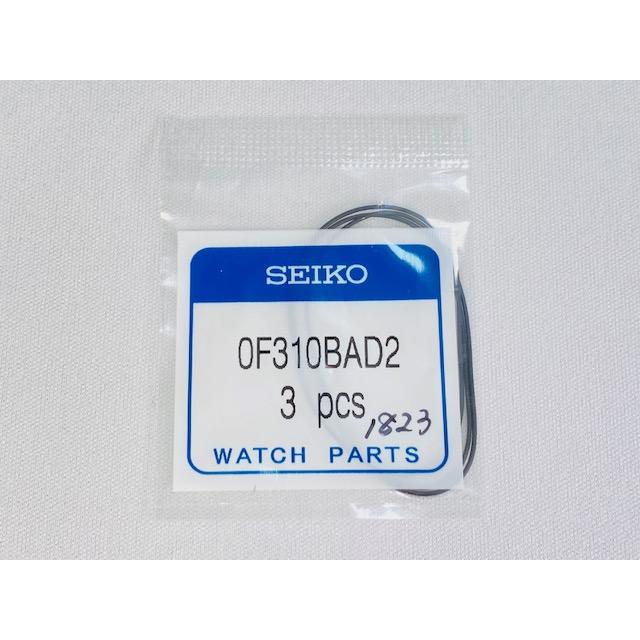 SEIKO
0F310BAD2
3 pcs
1823
WATCH PARTS